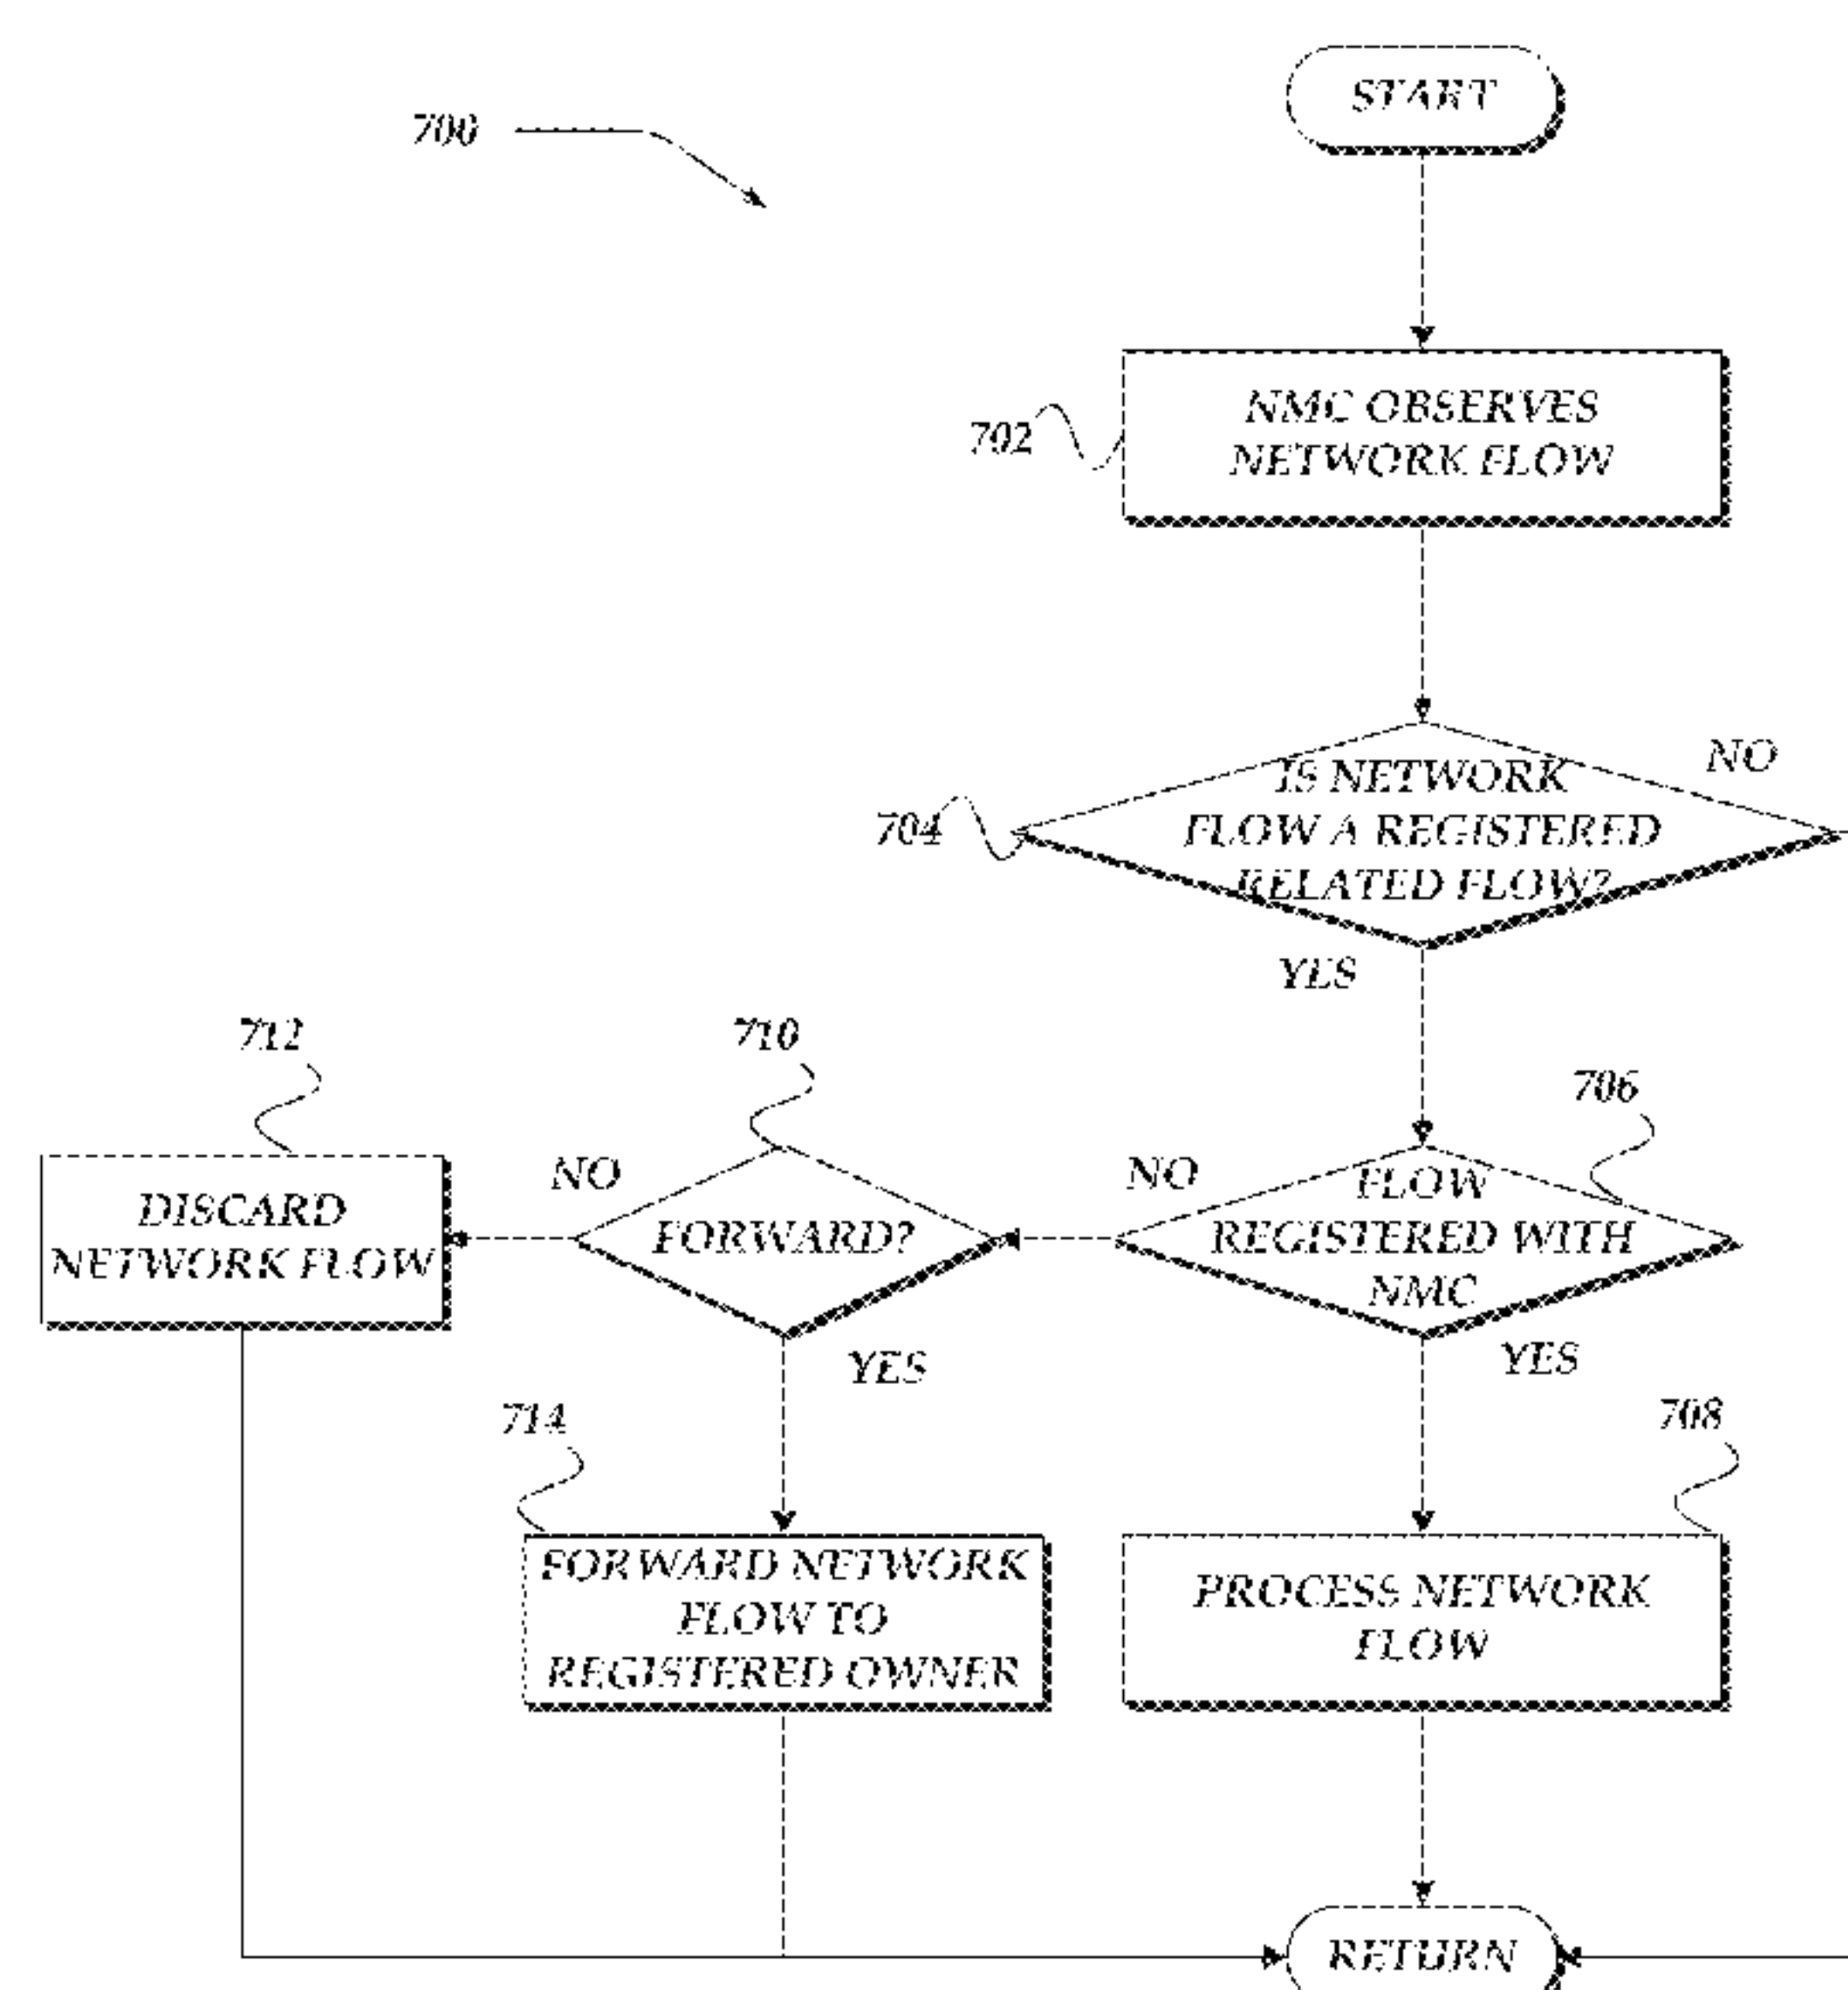 START
700
NMC OBSERVES
NETWORK FLOW
702
NO
IS NETWORK
FLOW A REGISTERED
RELATED FLOW?
704
YES
712
710
706
NO
NO
DISCARD
NETWORK FLOW
FORWARD?
FLOW
REGISTERED WITH
NMC
YES
YES
714
708
FORWARD NETWORK
FLOW TO
REGISTERED OWNER
PROCESS NETWORK
FLOW
RETURN